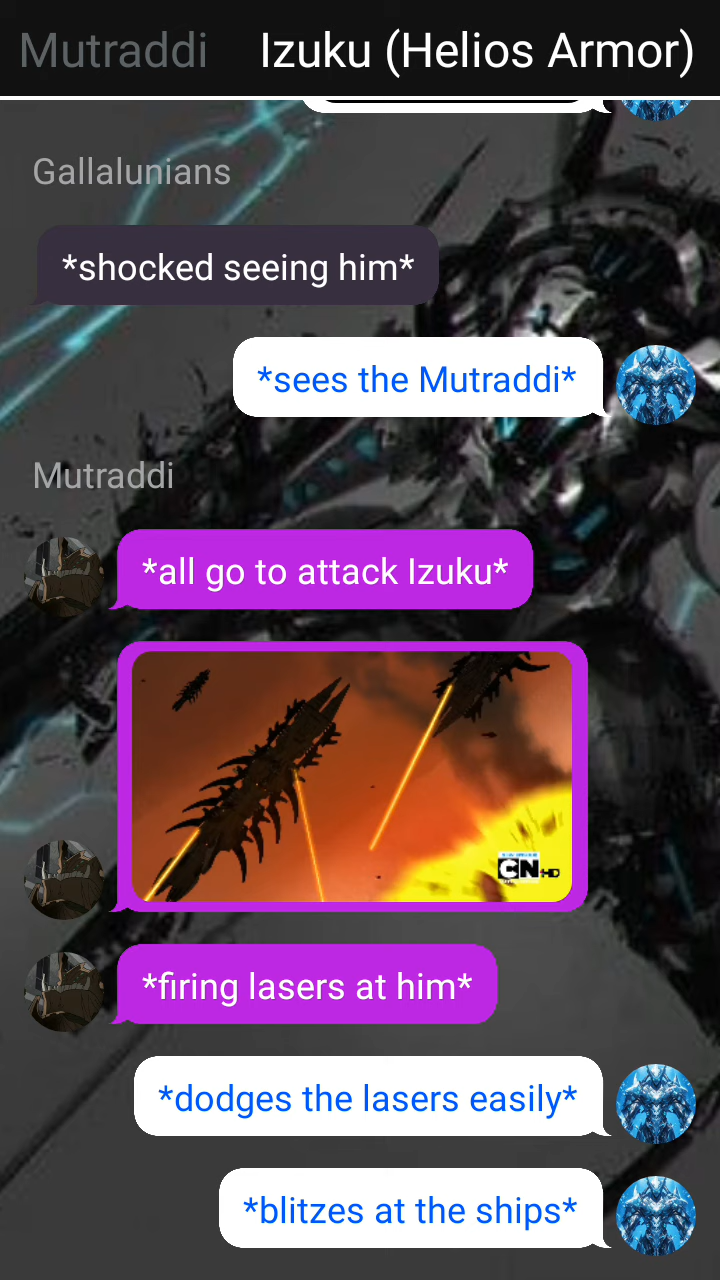 Mutraddi Izuku (Helios Armor)
Gallalunians
*shocked seeing him*
*sees the Mutraddi*
Mutraddi
*all go to attack Izuku*
CN HD
*firing lasers at him*
*dodges the lasers easily*
*blitzes at the ships*